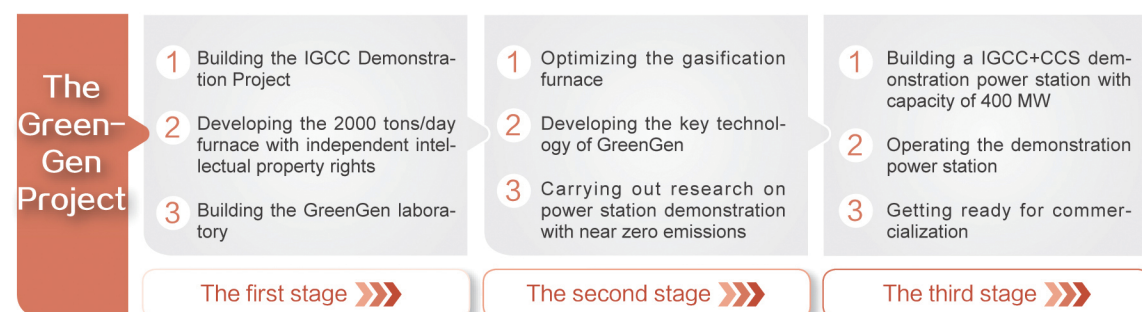 The
Green-
Gen
Project
1 Building the IGCC Demonstra-
tion Project
2 Developing the 2000 tons/day
furnace with independent intel-
lectual property rights
3 Building the GreenGen labora-
tory
The first stage
1 Optimizing the gasification
furnace
2 Developing the key technol-
ogy of GreenGen
3 Carrying out research on
power station demonstration
with near zero emissions
The second stage
1 Building a IGCC+CCS dem-
onstration power station with
capacity of 400 MW
2 Operating the demonstration
power station
3 Getting ready for commer-
cialization
The third stage